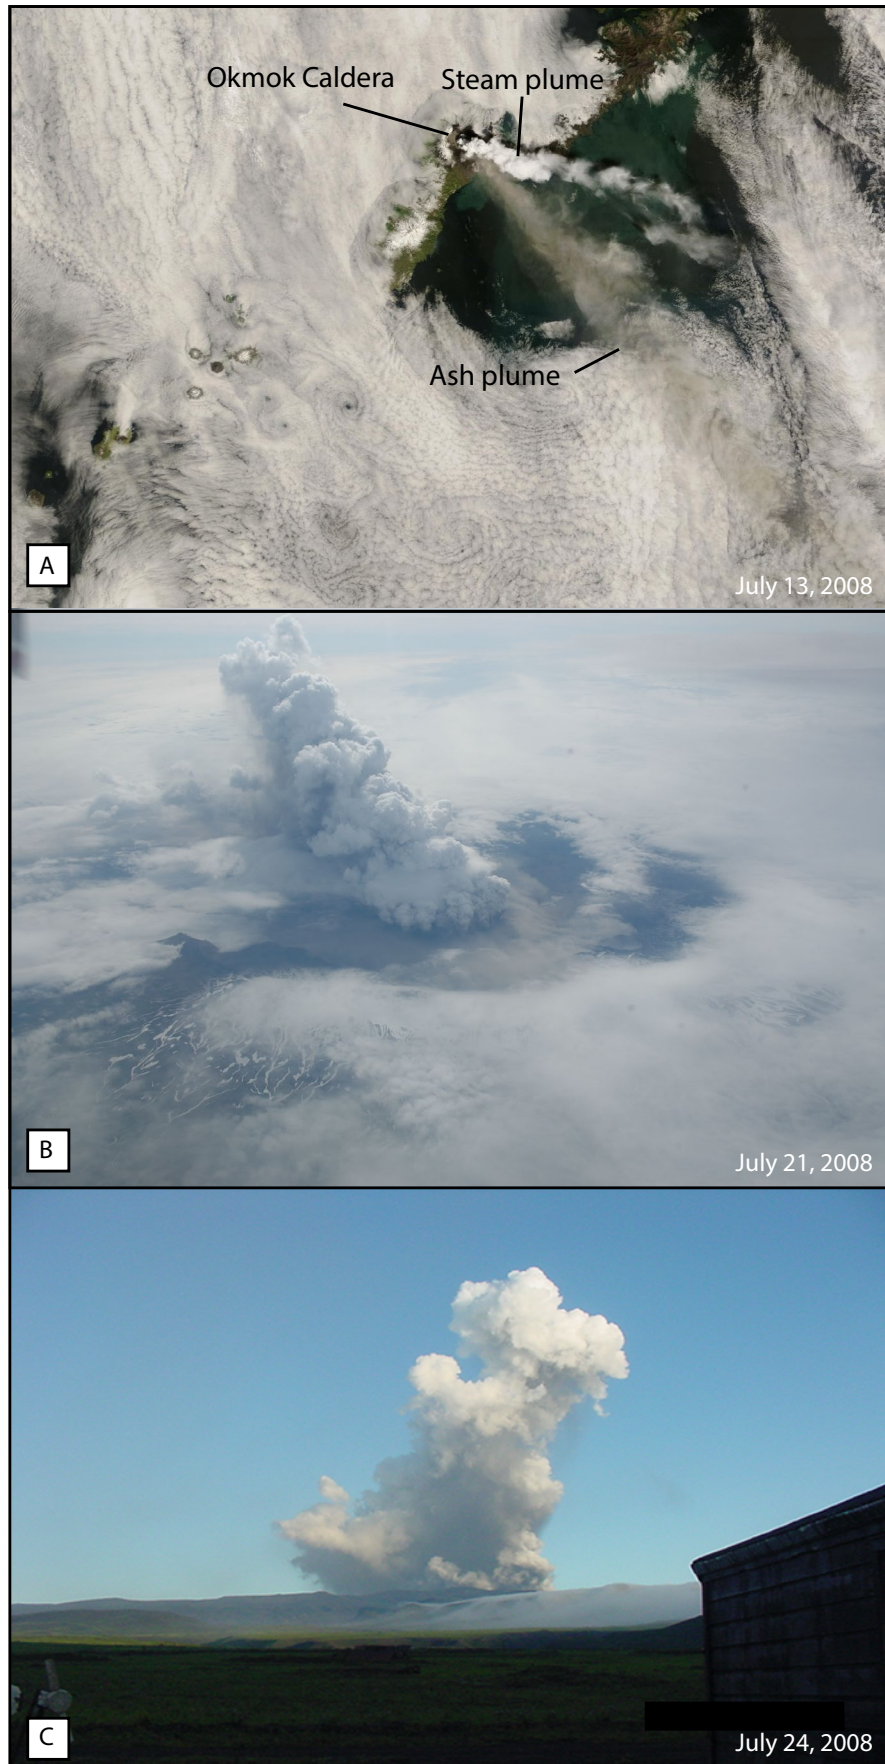 Okmok Caldera
Steam plume
Ash plume
A
July 13, 2008
B
July 21, 2008
C
July 24, 2008